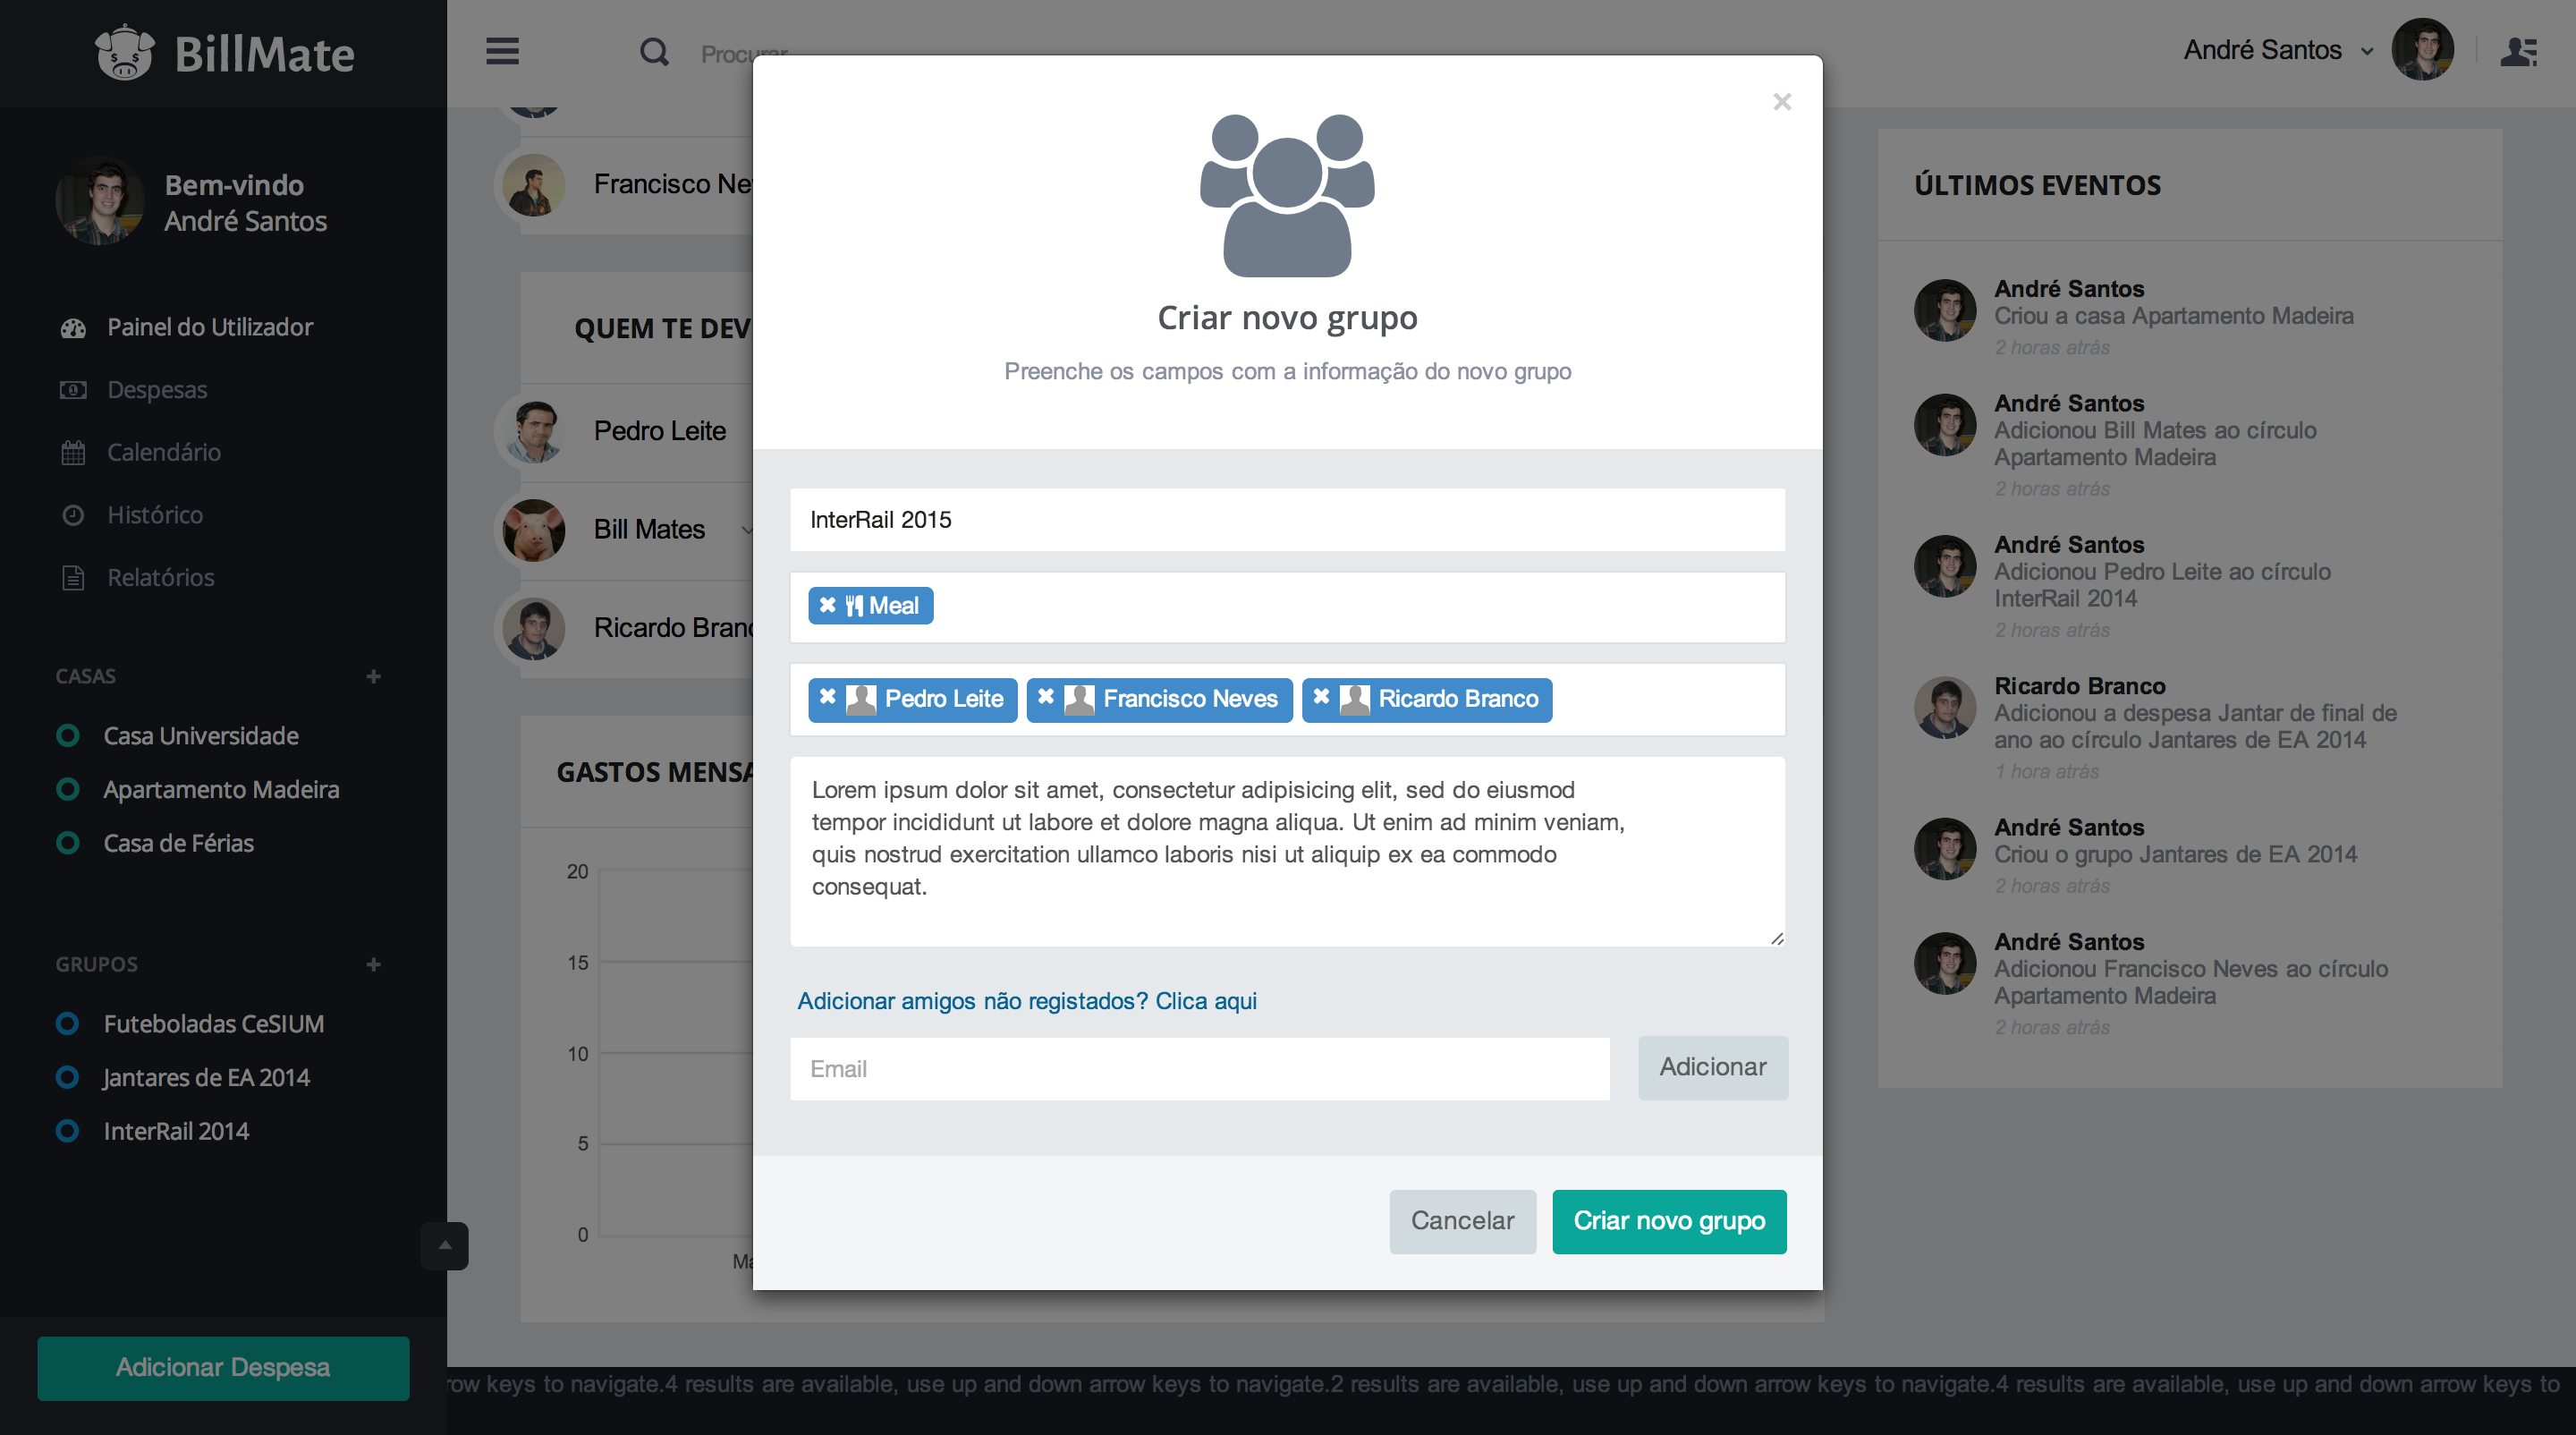 BillMate
Procurar
André Santos
Bem-vindo
André Santos
Painel do Utilizador
Despesas
Calendário
Histórico
Relatórios
CASAS
Casa Universidade
Apartamento Madeira
Casa de Férias
GRUPOS
Futeboladas CeSIUM
Jantares de EA 2014
InterRail 2014
Adicionar Despesa
Francisco Ne
QUEM TE DEV
Pedro Leite
Bill Mates
Ricardo Branc
GASTOS MENSA
20
15
10
5
0
Ma
Criar novo grupo
Preenche os campos com a informação do novo grupo
InterRail 2015
Meal
Pedro Leite Francisco Neves Ricardo Branco
Lorem ipsum dolor sit amet, consectetur adipisicing elit, sed do eiusmod
tempor incididunt ut labore et dolore magna aliqua. Ut enim ad minim veniam,
quis nostrud exercitation ullamco laboris nisi ut aliquip ex ea commodo
consequat.
Adicionar amigos não registados? Clica aqui
Email
Adicionar
Cancelar
Criar novo grupo
ÚLTIMOS EVENTOS
André Santos
Criou a casa Apartamento Madeira
2 horas atrás
André Santos
Adicionou Bill Mates ao círculo
Apartamento Madeira
2 horas atrás
André Santos
Adicionou Pedro Leite ao círculo
InterRail 2014
2 horas atrás
Ricardo Branco
Adicionou a despesa Jantar de final de
ano ao círculo Jantares de EA 2014
1 hora atrás
André Santos
Criou o grupo Jantares de EA 2014
2 horas atrás
André Santos
Adicionou Francisco Neves ao círculo
Apartamento Madeira
2 horas atrás
row keys to navigate.4 results are available, use up and down arrow keys to navigate.2 results are available, use up and down arrow keys to navigate.4 results are available, use up and down arrow keys to